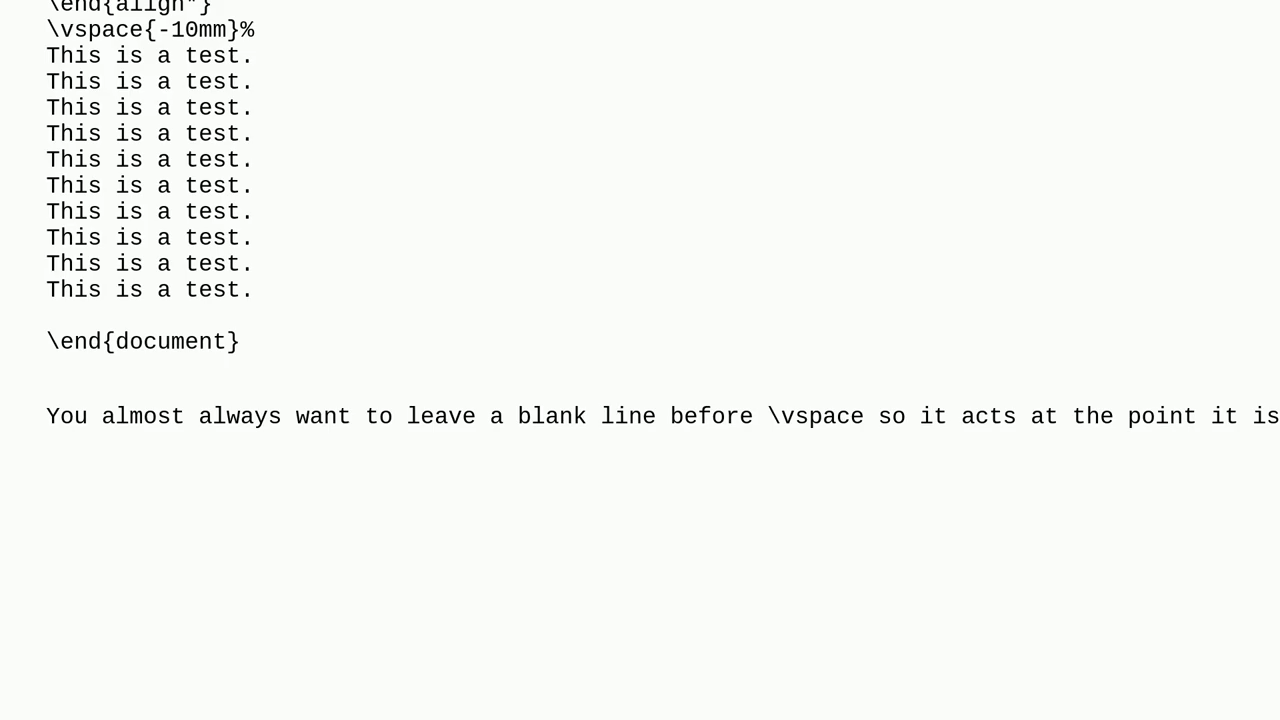 \end{align*}
\vspace{-10mm}%
This is a test.
This is a test.
This is a test.
This is a test.
This is a test.
This is a test.
This is a test.
This is a test.
This is a test.
This is a test.
\end{document}
You almost always want to leave a blank line before \vspace so it acts at the point it is